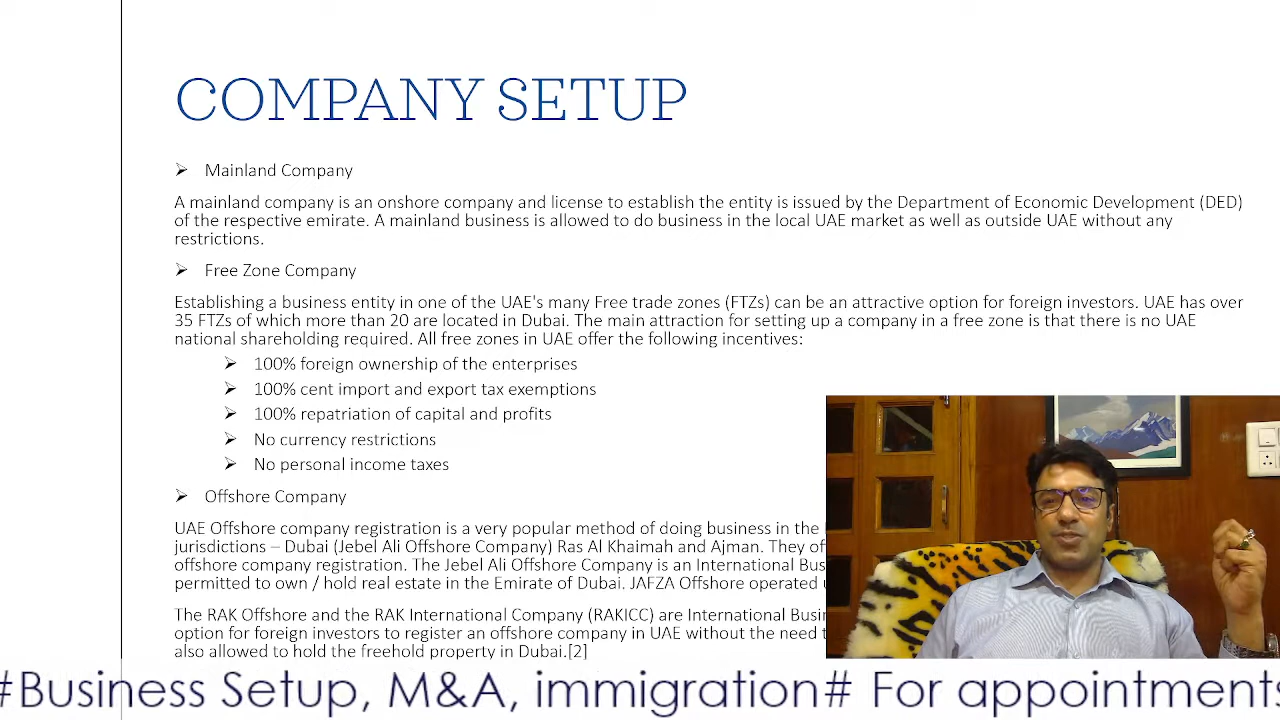 COMPANY SETUP
➢ Mainland Company
A mainland company is an onshore company and license to establish the entity is issued by the Department of Economic Development (DED)
of the respective emirate. A mainland business is allowed to do business in the local UAE market as well as outside UAE without any
restrictions.
➢ Free Zone Company
Establishing a business entity in one of the UAE's many Free trade zones (FTZs) can be an attractive option for foreign investors. UAE has over
35 FTZs of which more than 20 are located in Dubai. The main attraction for setting up a company in a free zone is that there is no UAE
national shareholding required. All free zones in UAE offer the following incentives:
➢ 100% foreign ownership of the enterprises
➢ 100% cent import and export tax exemptions
➢ 100% repatriation of capital and profits
➢ No currency restrictions
➢ No personal income taxes
➢ Offshore Company
UAE Offshore company registration is a very popular method of doing business in the
jurisdictions – Dubai (Jebel Ali Offshore Company) Ras Al Khaimah and Ajman. They
offshore company registration. The Jebel Ali Offshore Company is an International
permitted to own / hold real estate in the Emirate of Dubai. JAFZA Offshore operated
The RAK Offshore and the RAK International Company (RAKICC) are International
option for foreign investors to register an offshore company in UAE without the need
also allowed to hold the freehold property in Dubai.[2]
#Business Setup, M&A, immigration# For appointments